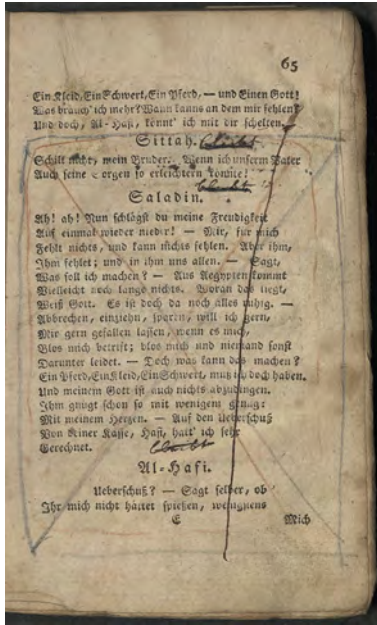 65
Ein Kleid, Ein Schwert, Ein Pferd, — und Einen Gott!
Was brauch' ich mehr? Wann kanns an dem mir fehlen?
Und doch, Al-Hafi, könnt' ich mit dir schelten.
Sittah. bleibt
Schilt nicht, mein Bruder. Wenn ich unserm Vater
Auch seine Sorgen so erleichtern könnte!
bleibt
Saladin.
Ah! ah! Nun schlägst du meine Freudigkeit
Auf einmal wieder nieder! — Mir, für mich
Fehlt nichts, und kann nichts fehlen. Aber ihm,
Ihm fehlet; und in ihm uns allen. — Sagt,
Was soll ich machen? — Aus Aegypten kommt
Vielleicht noch lange nichts. Woran das liegt,
Weiß Gott. Es ist doch da noch alles ruhig. —
Abbrechen, einziehn, sparen, will ich gern,
Mir gern gefallen lassen, wenn es mich,
Blos mich betrift; blos mich und niemand sonst
Darunter leidet. — Doch was kann das machen?
Ein Pferd, Ein Kleid, Ein Schwert, muß ich doch haben.
Und meinem Gott ist auch nichts abzudingen.
Ihm gnügt schon so mit wenigem genug:
Mit meinem Herzen. — Auf den Ueberschuß
Von Deiner Kasse, Hafi, hatt' ich sehr
Gerechnet. bleibt
Al-Hafi.
Ueberschuß? — Sagt selber, ob
Ihr mich nicht hättet spießen, wenigstens
E Mich